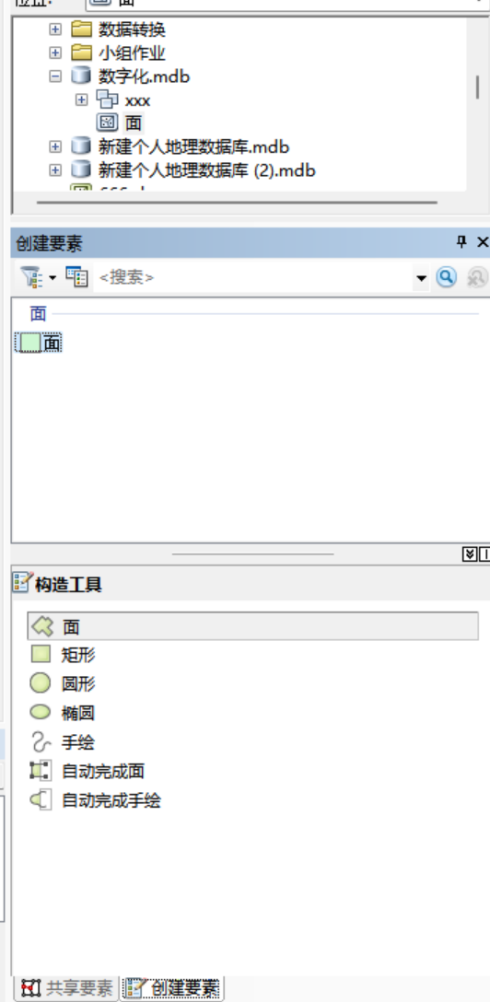 面
数据转换
小组作业
数字化.mdb
xxx
面
新建个人地理数据库.mdb
新建个人地理数据库 (2).mdb
创建要素
<搜索>
面
面
构造工具
面
矩形
圆形
椭圆
手绘
自动完成面
自动完成手绘
共享要素 创建要素